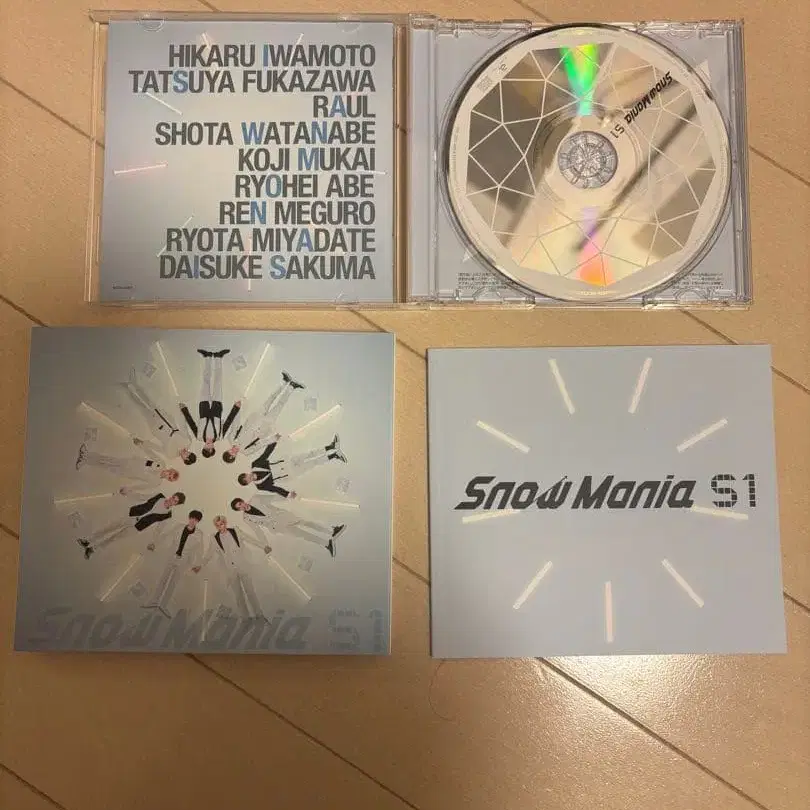 HIKARU IWAMOTO
TATSUYA FUKAZAWA
RAUL
SHOTA WATANABE
KOJI MUKAI
RYOHEI ABE
REN MEGURO
RYOTA MIYADATE
DAISUKE SAKUMA
Snow Mania S1
Snow Mania S1
Snow Mania S1